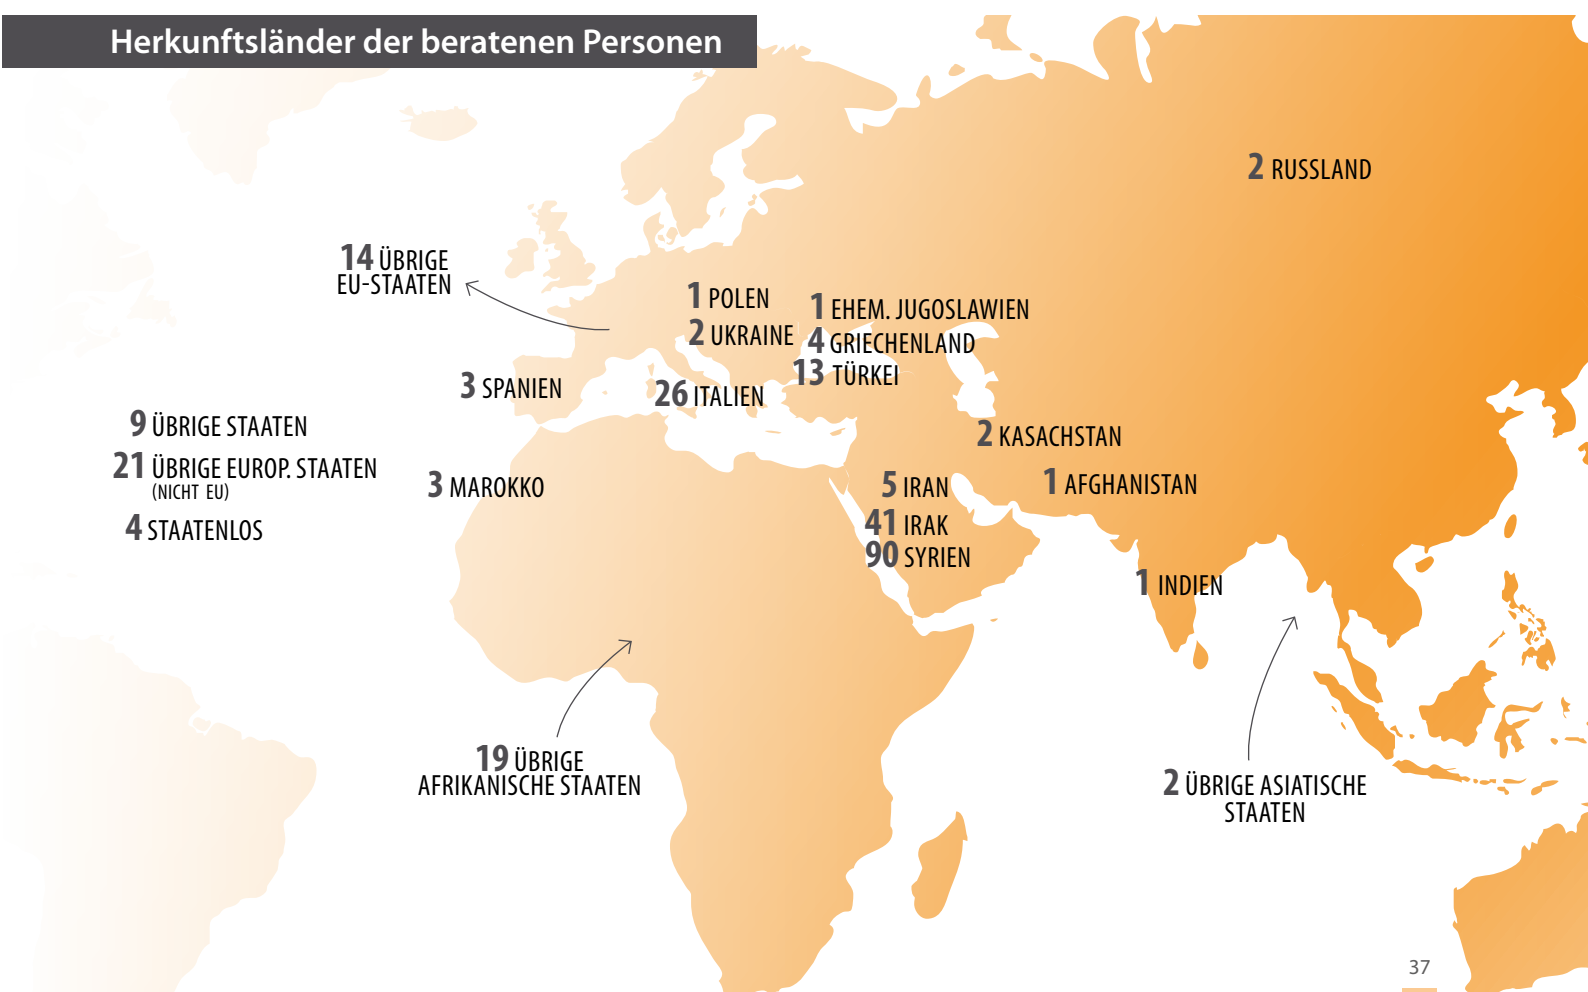 Herkunftsländer der beratenen Personen
2 RUSSLAND
14 ÜBRIGE
EU-STAATEN
1 POLEN
2 UKRAINE
1 EHEM. JUGOSLAWIEN
4 GRIECHENLAND
13 TÜRKEI
3 SPANIEN
26 ITALIEN
9 ÜBRIGE STAATEN
21 ÜBRIGE EUROP. STAATEN
(NICHT EU)
4 STAATENLOS
3 MAROKKO
2 KASACHSTAN
1 AFGHANISTAN
5 IRAN
41 IRAK
90 SYRIEN
1 INDIEN
19 ÜBRIGE
AFRIKANISCHE STAATEN
2 ÜBRIGE ASIATISCHE
STAATEN
37